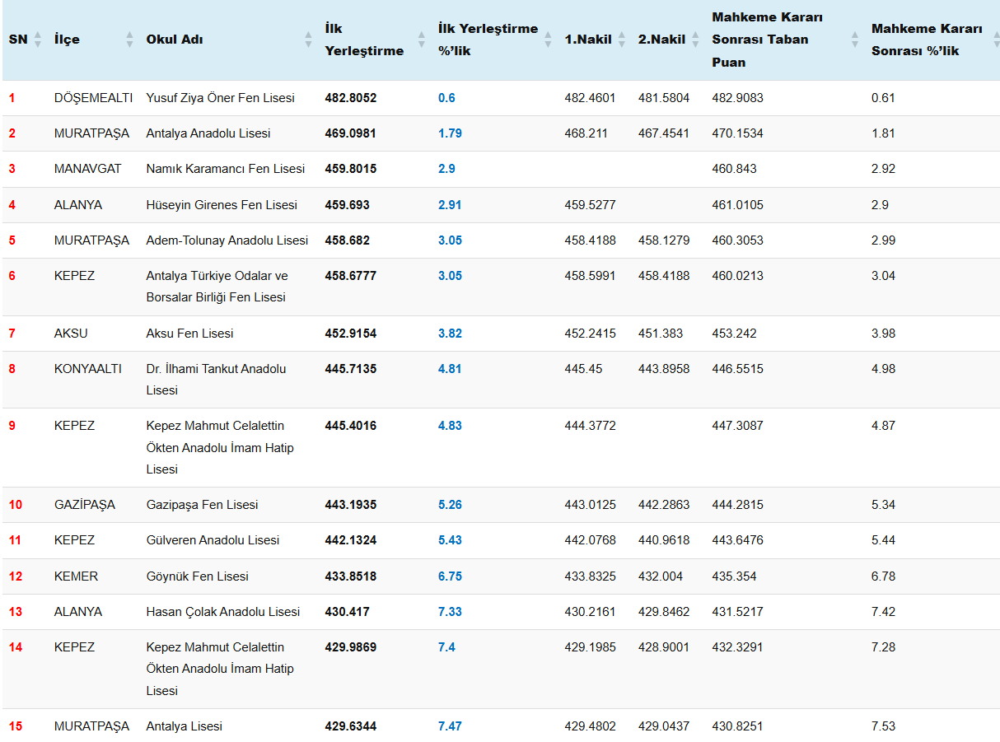 SN İlçe Okul Adı İlk Yerleştirme İlk Yerleştirme %’lik 1.Nakil 2.Nakil Mahkeme Kararı Sonrası Taban Puan Mahkeme Kararı Sonrası %’lik
1 DÖŞEMEALTI Yusuf Ziya Öner Fen Lisesi 482.8052 0.6 482.4601 481.5804 482.9083 0.61
2 MURATPAŞA Antalya Anadolu Lisesi 469.0981 1.79 468.211 467.4541 470.1534 1.81
3 MANAVGAT Namık Karamancı Fen Lisesi 459.8015 2.9 460.843 2.92
4 ALANYA Hüseyin Girenes Fen Lisesi 459.693 2.91 459.5277 461.0105 2.9
5 MURATPAŞA Adem-Tolunay Anadolu Lisesi 458.682 3.05 458.4188 458.1279 460.3053 2.99
6 KEPEZ Antalya Türkiye Odalar ve 458.6777 3.05 458.5991 458.4188 460.0213 3.04
Borsalar Birliği Fen Lisesi
7 AKSU Aksu Fen Lisesi 452.9154 3.82 452.2415 451.383 453.242 3.98
8 KONYAALTI Dr. İlhami Tankut Anadolu 445.7135 4.81 445.45 443.8958 446.5515 4.98
Lisesi
9 KEPEZ Kepez Mahmut Celalettin 445.4016 4.83 444.3772 447.3087 4.87
Ökten Anadolu İmam Hatip
Lisesi
10 GAZİPAŞA Gazipaşa Fen Lisesi 443.1935 5.26 443.0125 442.2863 444.2815 5.34
11 KEPEZ Gülveren Anadolu Lisesi 442.1324 5.43 442.0768 440.9618 443.6476 5.44
12 KEMER Göynük Fen Lisesi 433.8518 6.75 433.8325 432.004 435.354 6.78
13 ALANYA Hasan Çolak Anadolu Lisesi 430.417 7.33 430.2161 429.8462 431.5217 7.42
14 KEPEZ Kepez Mahmut Celalettin 429.9869 7.4 429.1985 428.9001 432.3291 7.28
Ökten Anadolu İmam Hatip
Lisesi
15 MURATPAŞA Antalya Lisesi 429.6344 7.47 429.4802 429.0437 430.8251 7.53